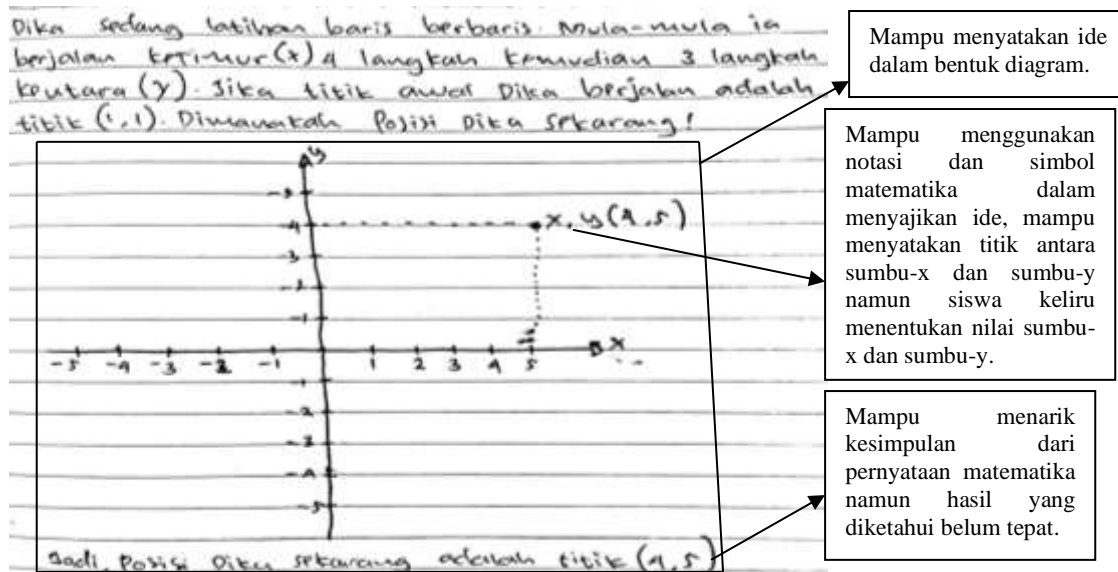 Dika sedang latihan baris berbaris. Mula-mula ia
berjalan ketimur (x) 4 langkah kemudian 3 langkah
keutara (y). Jika titik awal Dika berjalan adalah
titik (1,1). Dimanakah Posisi Dika sekarang!
y
-5
-4
x, y (4,5)
-3
-2
-1
-5 -4 -3 -2 -1 1 2 3 4 5 x
-1
-2
-3
-4
-5
Jadi, Posisi Dika sekarang adalah titik (4,5)
Mampu menyatakan ide
dalam bentuk diagram.
Mampu menggunakan
notasi dan simbol
matematika dalam
menyajikan ide, mampu
menyatakan titik antara
sumbu-x dan sumbu-y
namun siswa keliru
menentukan nilai sumbu-
x dan sumbu-y.
Mampu menarik
kesimpulan dari
pernyataan matematika
namun hasil yang
diketahui belum tepat.